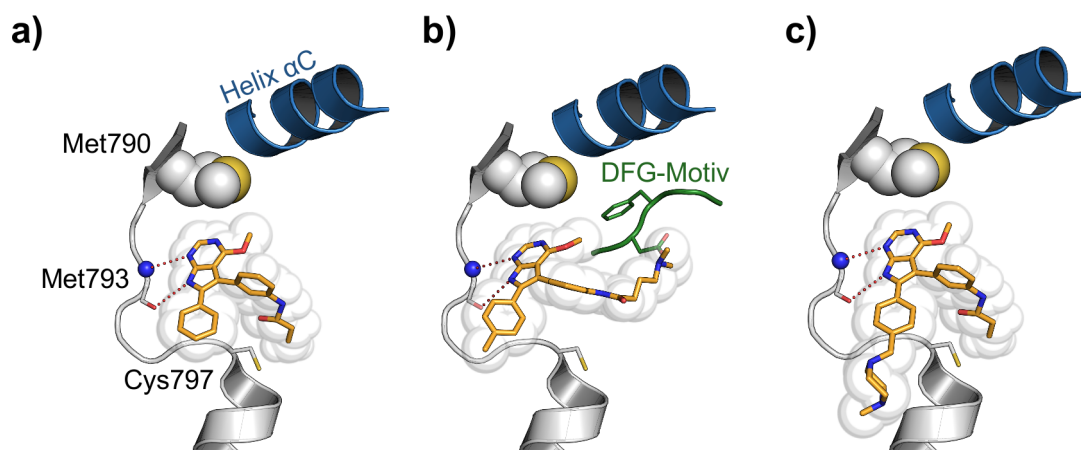 a)
b)
c)
Helix αC
Met790
DFG-Motiv
Met793
Cys797